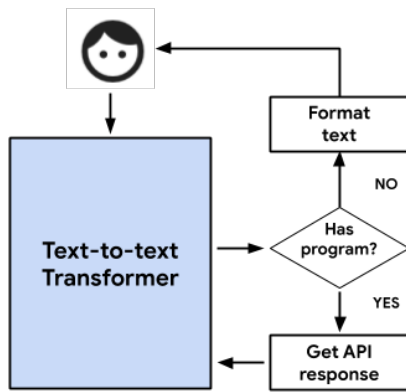 Format
text
NO
Has
program?
Text-to-text
Transformer
YES
Get API
response